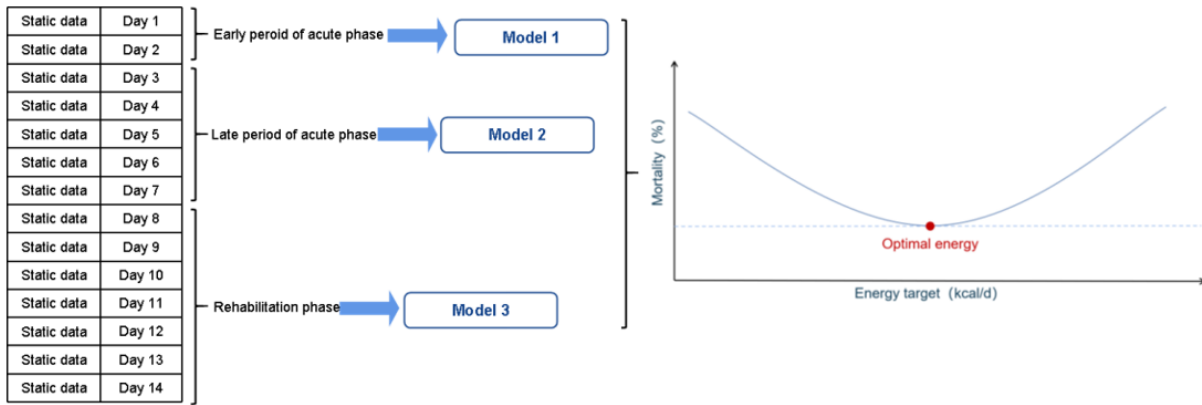 Static data Day 1
Static data Day 2
Static data Day 3
Static data Day 4
Static data Day 5
Static data Day 6
Static data Day 7
Static data Day 8
Static data Day 9
Static data Day 10
Static data Day 11
Static data Day 12
Static data Day 13
Static data Day 14
Early peroid of acute phase
Model 1
Late period of acute phase
Model 2
Rehabilitation phase
Model 3
Mortality（%）
Optimal energy
Energy target（kcal/d）